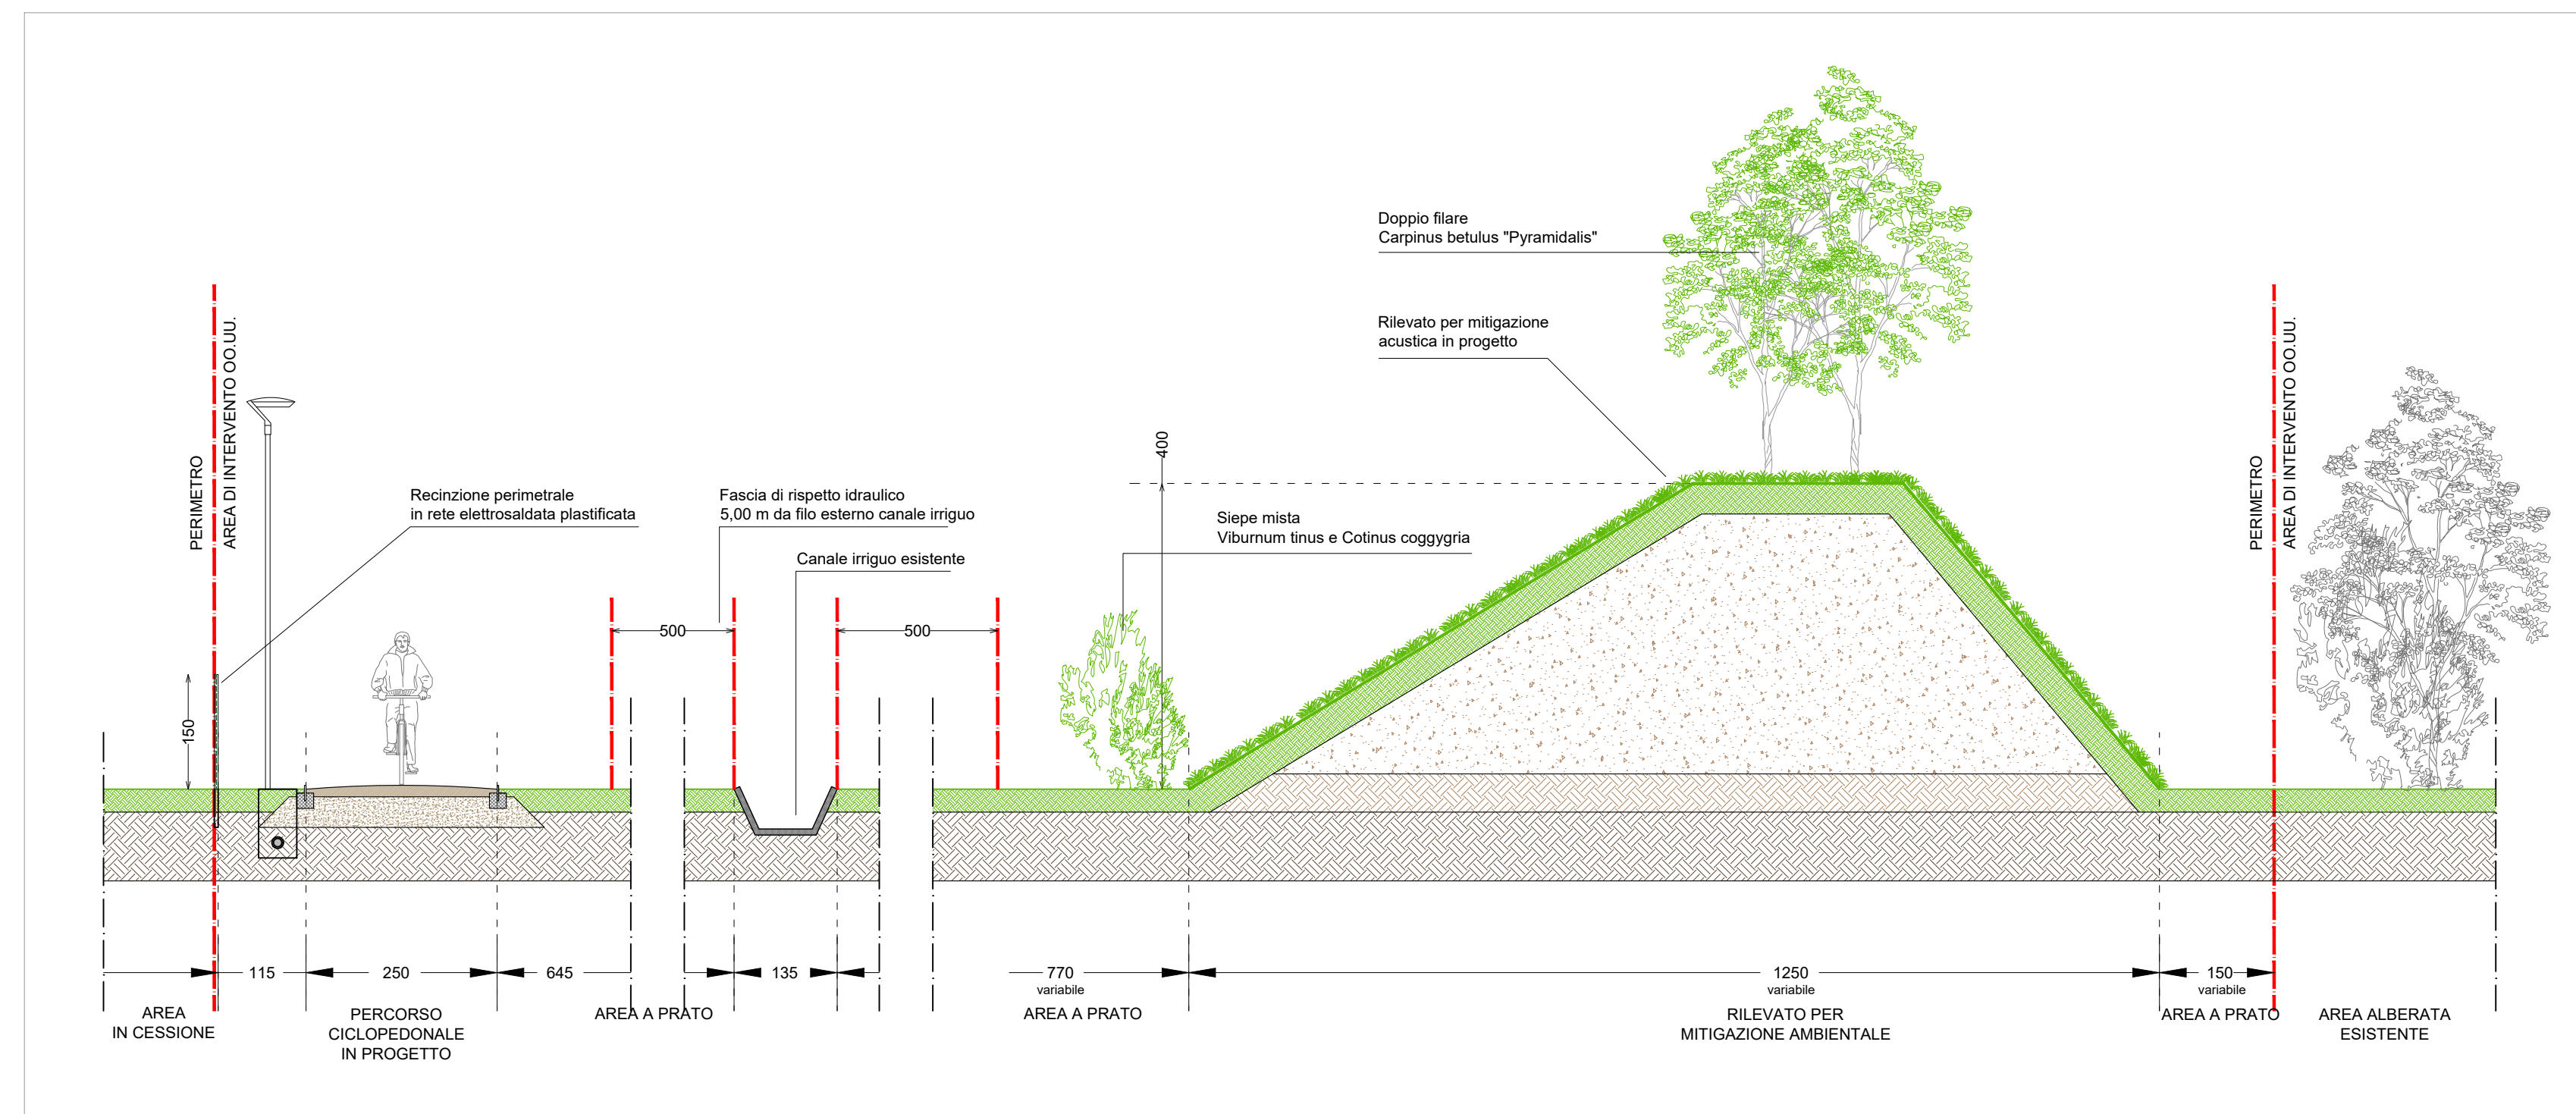 Doppio filare
Carpinus betulus "Pyramidalis"
Rilevato per mitigazione
acustica in progetto
PERIMETRO
AREA DI INTERVENTO OO.UU.
PERIMETRO
AREA DI INTERVENTO OO.UU.
400
Recinzione perimetrale
in rete elettrosaldata plastificata
Fascia di rispetto idraulico
5,00 m da filo esterno canale irriguo
Siepe mista
Viburnum tinus e Cotinus coggygria
Canale irriguo esistente
500
500
150
115
250
645
135
770
variabile
1250
variabile
150
variabile
AREA
IN CESSIONE
PERCORSO
CICLOPEDONALE
IN PROGETTO
AREA A PRATO
AREA A PRATO
RILEVATO PER
MITIGAZIONE AMBIENTALE
AREA A PRATO
AREA ALBERATA
ESISTENTE